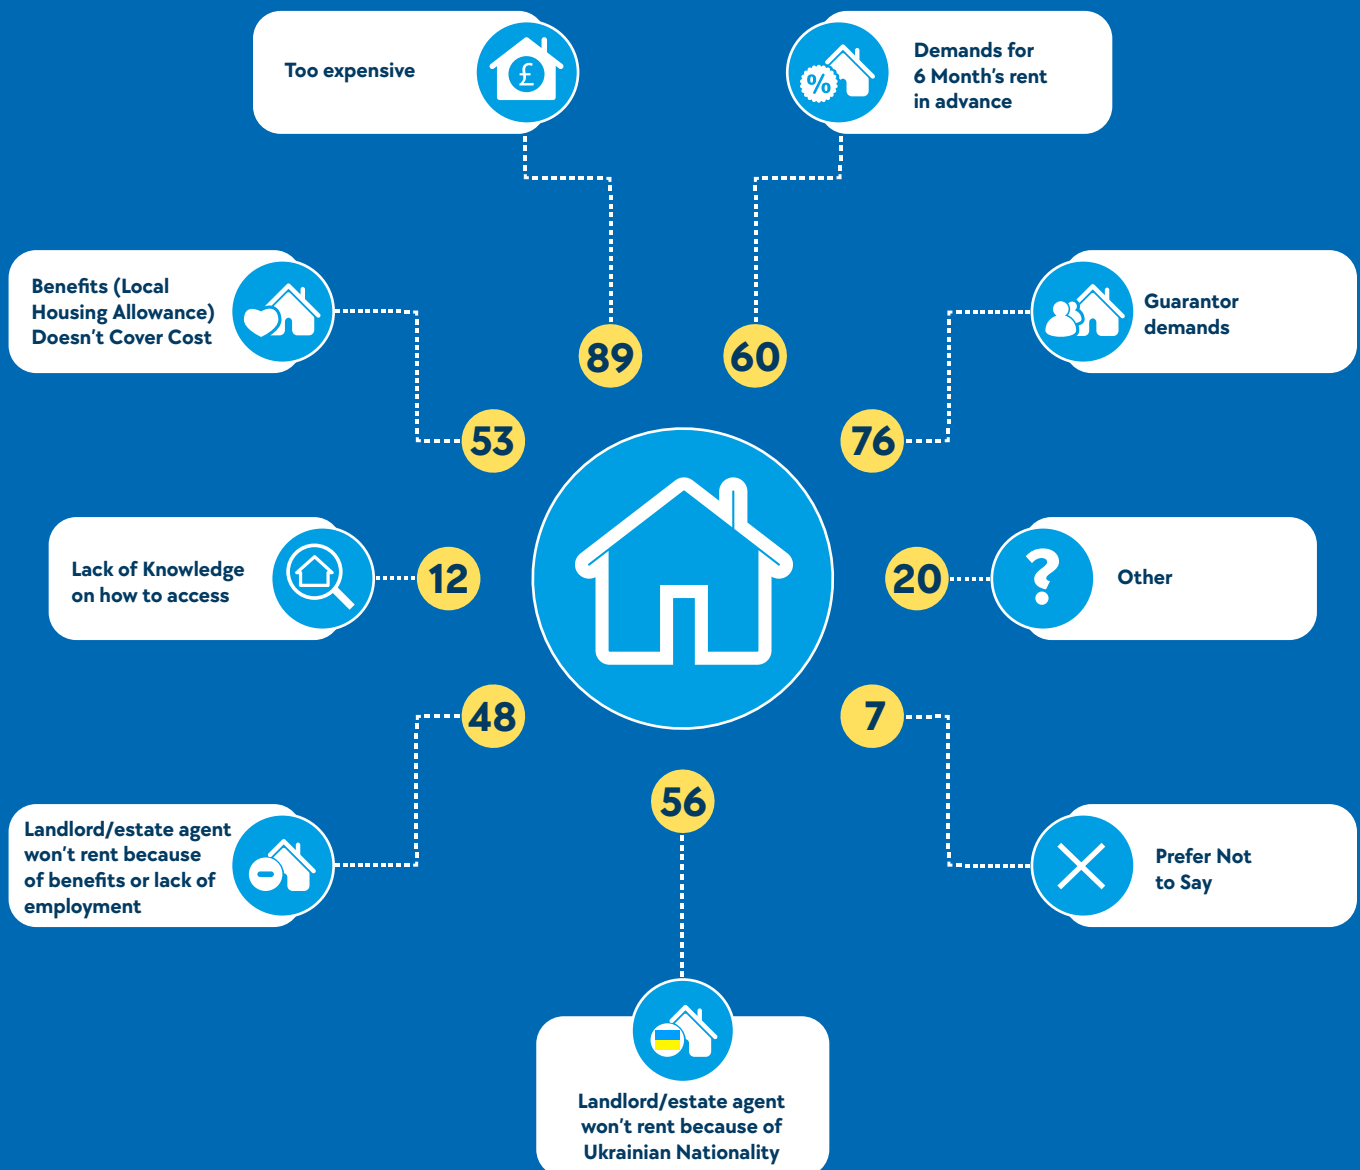 Too expensive
£
%
Demands for
6 Month's rent
in advance
Benefits (Local
Housing Allowance)
Doesn't Cover Cost
Guarantor
demands
89
60
53
76
Lack of Knowledge
on how to access
12
20
?
Other
48
7
56
Landlord/estate agent
won't rent because
of benefits or lack of
employment
Prefer Not
to Say
Landlord/estate agent
won't rent because of
Ukrainian Nationality